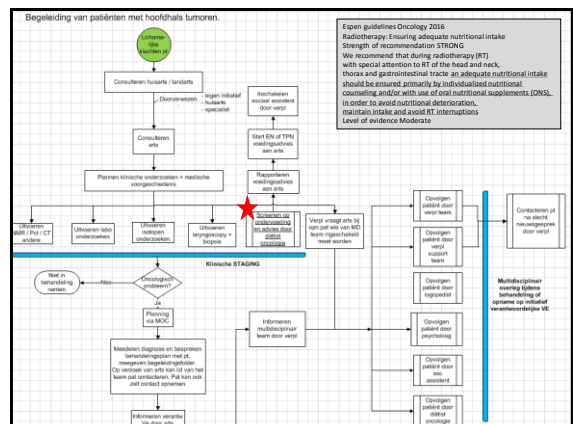 Begeleiding van patiënten met hoofdhals tumoren.
Espen guidelines Oncology 2016
Radiotherapy: Ensuring adequate nutritional intake
Strength of recommendation STRONG
We recommend that during radiotherapy (RT)
with special attention to RT of the head and neck,
thorax and gastrointestinal tracte an adequate nutritional intake
should be ensured primarily by individualized nutritional
counseling and/or with use of oral nutritional supplements (ONS),
in order to avoid nutritional deterioration,
maintain intake and avoid RT interruptions
Level of evidence Moderate
Lichame-
lijke
klachten pt
Consulteren huisarts / tandarts
Doorverwezen
- eigen initiatief
- huisarts
- specialist
Consulteren
arts
Plannen klinische onderzoeken + medische
voorgeschiedenis
Inschakelen
sociaal assistent
door verpl
Start EN of TPN
voedingsadvies
aan arts
Rapporteren
voedingsadvies
aan arts
Uitvoeren
NMR / Pct / CT
andere
Uitvoeren labo
onderzoeken
Uitvoeren
isotopen
onderzoeken
Uitvoeren
laryngoscopy +
biopsie
Screenen op
ondervoeding
en advies door
diëtist
oncologie
Verpl vraagt arts bij
opn pat wie van MD
team ingeschakeld
moet worden
Klinische STAGING
Niet in
behandeling
nemen
Nee
Oncologisch
probleem?
Ja
Planning
via MOC
Meedelen diagnose en bespreken
behandelingsplan met pt,
meegeven begeleidingsfolder.
Op verzoek van arts kan lid van het
team pat contacteren. Pat kan ook
zelf contact opnemen
Informeren verantw
Ve door arts
Informeren
multidisciplinair
team door verpl
Opvolgen
patiënt door
verpl team
Opvolgen
patiënt door
verpl
support
team
Opvolgen
patiënt door
logopedist
Opvolgen
patiënt door
psycholoog
Opvolgen
patiënt door
soc
assistent
Opvolgen
patiënt door
diëtist
oncologie
Contacteren pt
na slecht
nieuwsgesprek
door verpl
Multidisciplinair
overleg tijdens
behandeling of
opname op initiatief
verantwoordelijke VE